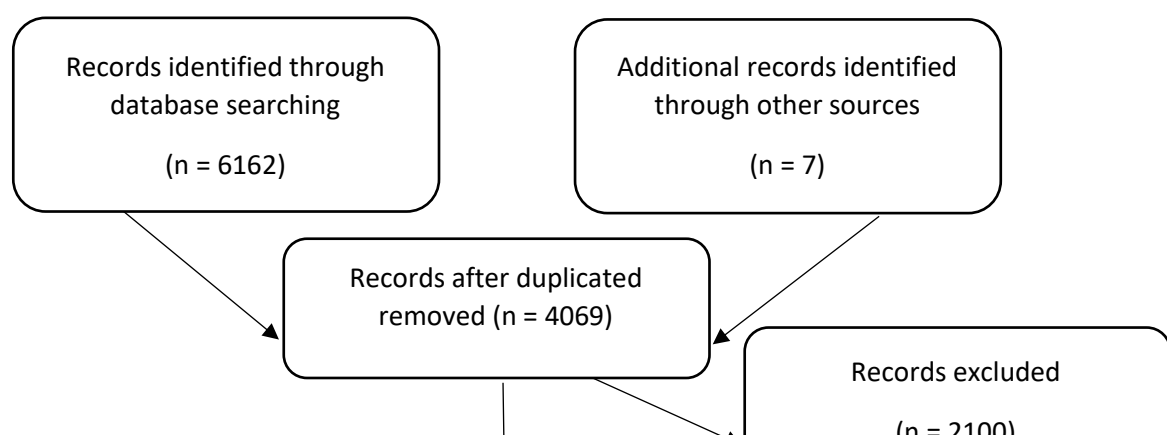 Records identified through
database searching
(n = 6162)
Additional records identified
through other sources
(n = 7)
Records after duplicated
removed (n = 4069)
Records excluded
(n = 2100)